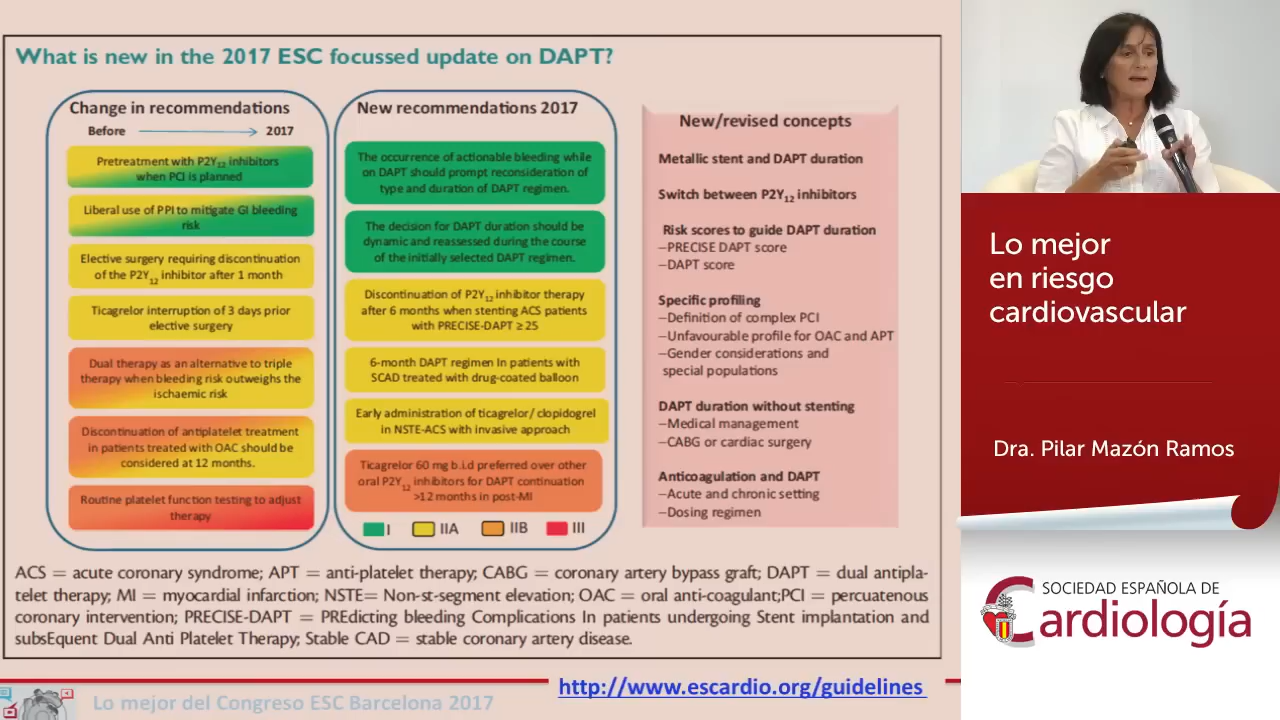 What is new in the 2017 ESC focussed update on DAPT?
Change in recommendations
Before
2017
Pretreatment with P2Y12 inhibitors
when PCI is planned
Liberal use of PPI to mitigate GI bleeding
risk
Elective surgery requiring discontinuation
of the P2Y12 inhibitor after 1 month
Ticagrelor interruption of 3 days prior
elective surgery
Dual therapy as an alternative to triple
therapy when bleeding risk outweighs the
ischaemic risk
Discontinuation of antiplatelet treatment
in patients treated with OAC should be
considered at 12 months.
Routine platelet function testing to adjust
therapy
New recommendations 2017
The occurrence of actionable bleeding while
on DAPT should prompt reconsideration of
type and duration of DAPT regimen.
The decision for DAPT duration should be
dynamic and reassessed during the course
of the initially selected DAPT regimen.
Discontinuation of P2Y12 inhibitor therapy
after 6 months when stenting ACS patients
with PRECISE-DAPT ≥ 25
6-month DAPT regimen In patients with
SCAD treated with drug-coated balloon
Early administration of ticagrelor/ clopidogrel
in NSTE-ACS with invasive approach
Ticagrelor 60 mg b.i.d preferred over other
oral P2Y12 inhibitors for DAPT continuation
>12 months in post-MI
I
IIA
IIB
III
New/revised concepts
Metallic stent and DAPT duration
Switch between P2Y12 inhibitors
Risk scores to guide DAPT duration
–PRECISE DAPT score
–DAPT score
Specific profiling
–Definition of complex PCI
–Unfavourable profile for OAC and APT
–Gender considerations and
special populations
DAPT duration without stenting
–Medical management
–CABG or cardiac surgery
Anticoagulation and DAPT
–Acute and chronic setting
–Dosing regimen
ACS = acute coronary syndrome; APT = anti-platelet therapy; CABG = coronary artery bypass graft; DAPT = dual antipla-
telet therapy; MI = myocardial infarction; NSTE= Non-st-segment elevation; OAC = oral anti-coagulant;PCI = percuatenous
coronary intervention; PRECISE-DAPT = PREdicting bleeding Complications In patients undergoing Stent implantation and
subsEquent Dual Anti Platelet Therapy; Stable CAD = stable coronary artery disease.
Lo mejor del Congreso ESC Barcelona 2017
http://www.escardio.org/guidelines
Lo mejor
en riesgo
cardiovascular
Dra. Pilar Mazón Ramos
SOCIEDAD ESPAÑOLA DE
Cardiología